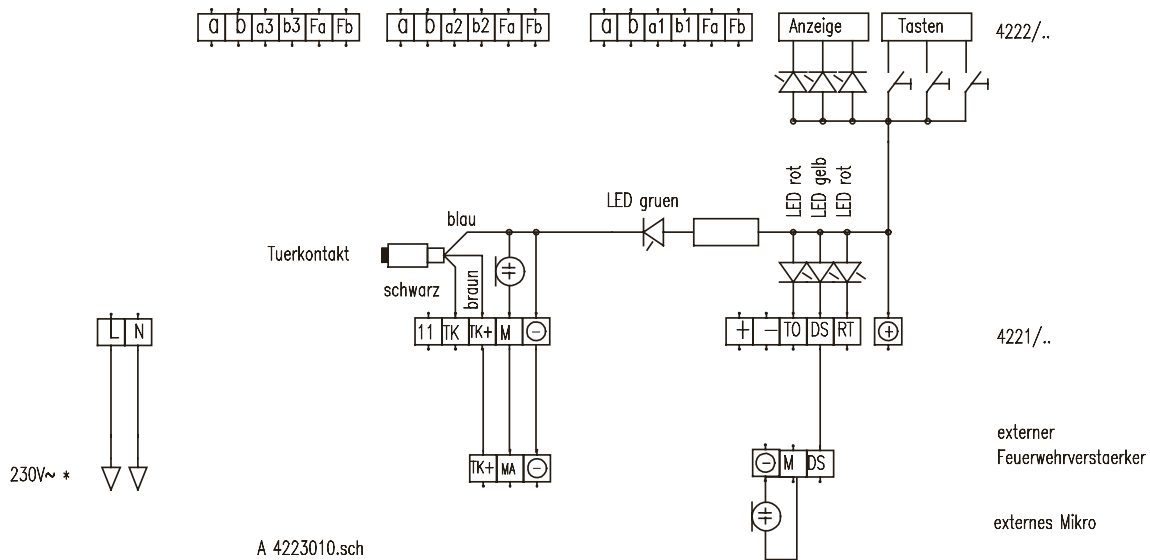 a b a3 b3 Fa Fb
a b a2 b2 Fa Fb
a b a1 b1 Fa Fb
Anzeige
Tasten
4222/..
LED rot
LED gelb
LED rot
LED gruen
blau
Tuerkontakt
schwarz
braun
L N
11 TK TK+ M −
+ − TO DS RT +
4221/..
externer
Feuerwehrverstaerker
TK+ MA −
− M DS
230V~ *
externes Mikro
A 4223010.sch